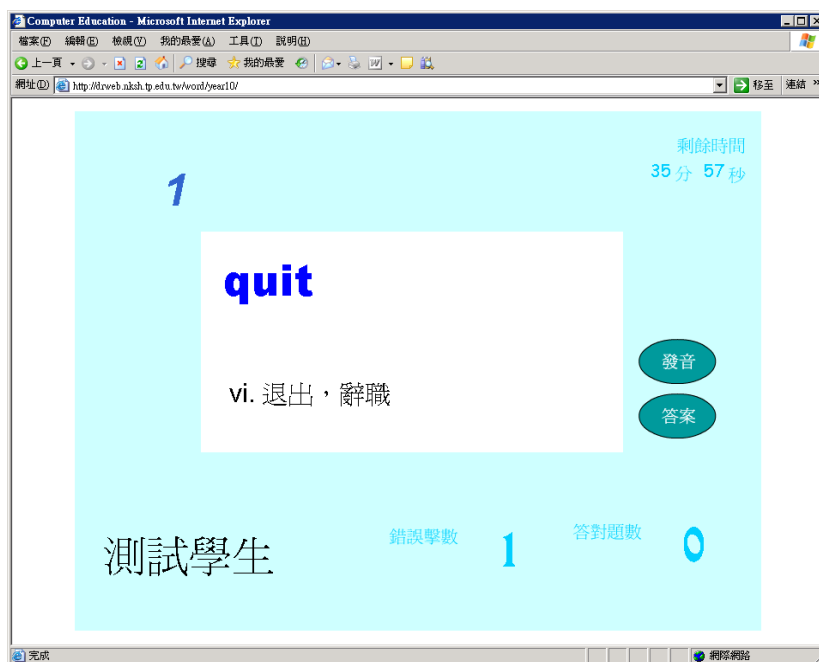 Computer Education - Microsoft Internet Explorer
檔案(F) 編輯(E) 檢視(V) 我的最愛(A) 工具(T) 說明(H)
上一頁 搜尋 我的最愛
網址(D) http://drweb.nksh.tp.edu.tw/word/year10/ 移至 連結 »
剩餘時間
35 分 57 秒
1
quit
vi. 退出，辭職
發音
答案
測試學生 錯誤擊數 1 答對題數 0
完成 網際網路